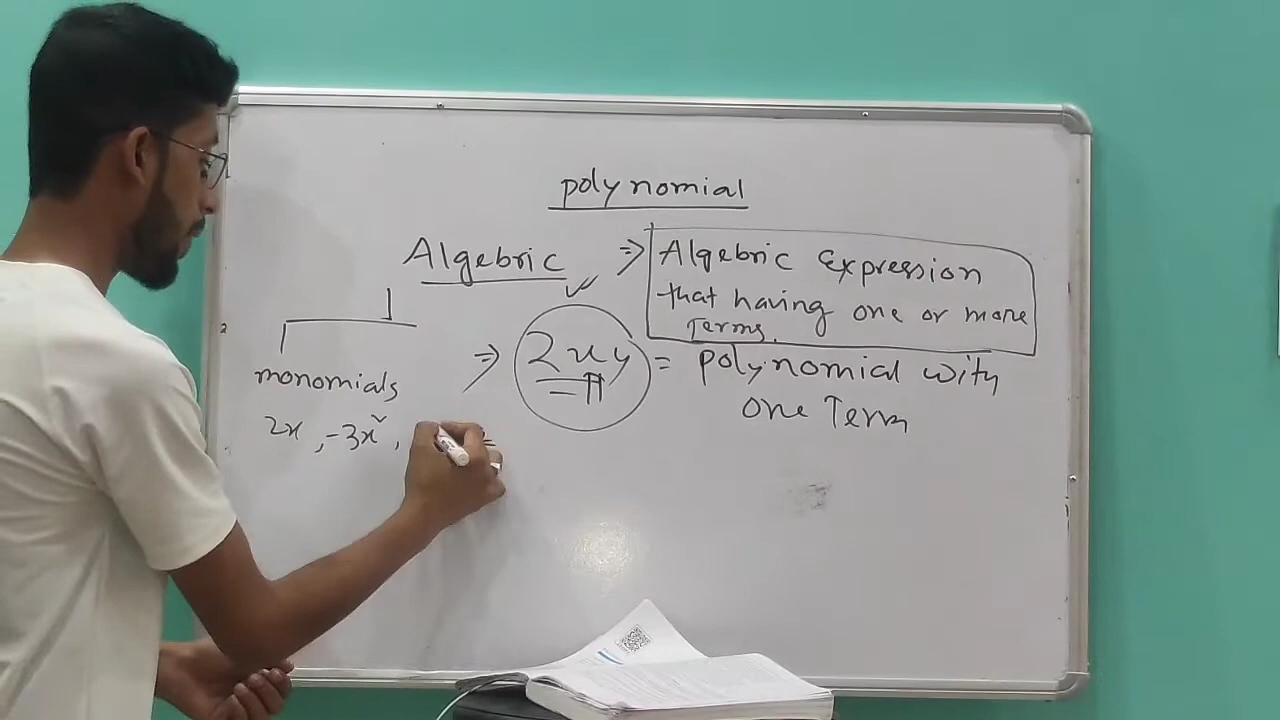 polynomial
Algebric ⇒ Algebric Expression
that having one or more
Terms.
⇒ 2xy = polynomial with
one Term
monomials
2x, -3x²,